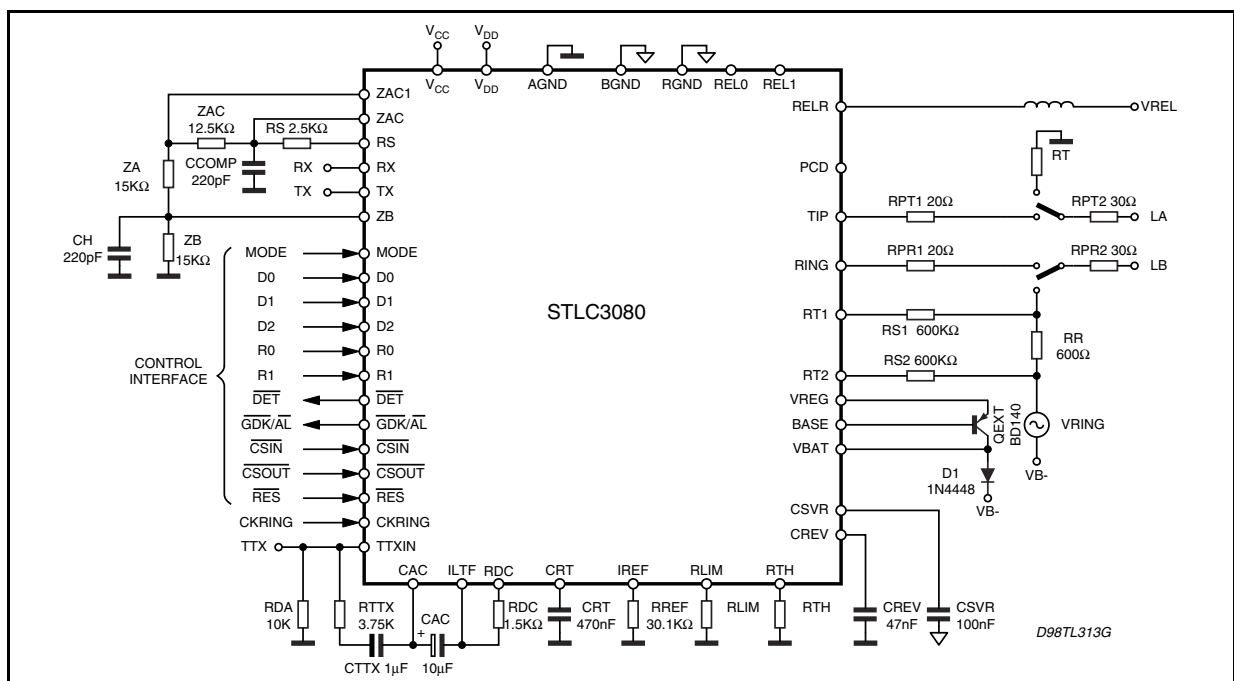 VCC VDD
VCC VDD AGND BGND RGND REL0 REL1
ZAC1
ZAC
RS
RX
TX
ZB
MODE
D0
D1
D2
R0
R1
DET
GDK/AL
CSIN
CSOUT
RES
CKRING
TTXIN
ZAC
12.5KΩ
RS 2.5KΩ
CCOMP
220pF
ZA
15KΩ
RX
TX
CH
220pF
ZB
15KΩ
CONTROL
INTERFACE
MODE
D0
D1
D2
R0
R1
DET
GDK/AL
CSIN
CSOUT
RES
CKRING
TTX
STLC3080
RELR
PCD
TIP
RING
RT1
RT2
VREG
BASE
VBAT
CSVR
CREV
VREL
RT
RPT1 20Ω
RPT2 30Ω
LA
RPR1 20Ω
RPR2 30Ω
LB
RS1 600KΩ
RR
600Ω
RS2 600KΩ
QEXT
BD140
VRING
VB-
D1
1N4448
VB-
CAC ILTF RDC CRT IREF RLIM RTH
RDA
10K
RTTX
3.75K
CTTX 1µF
CAC
+
10µF
RDC
1.5KΩ
CRT
470nF
RREF
30.1KΩ
RLIM
RTH
CREV
47nF
CSVR
100nF
D98TL313G